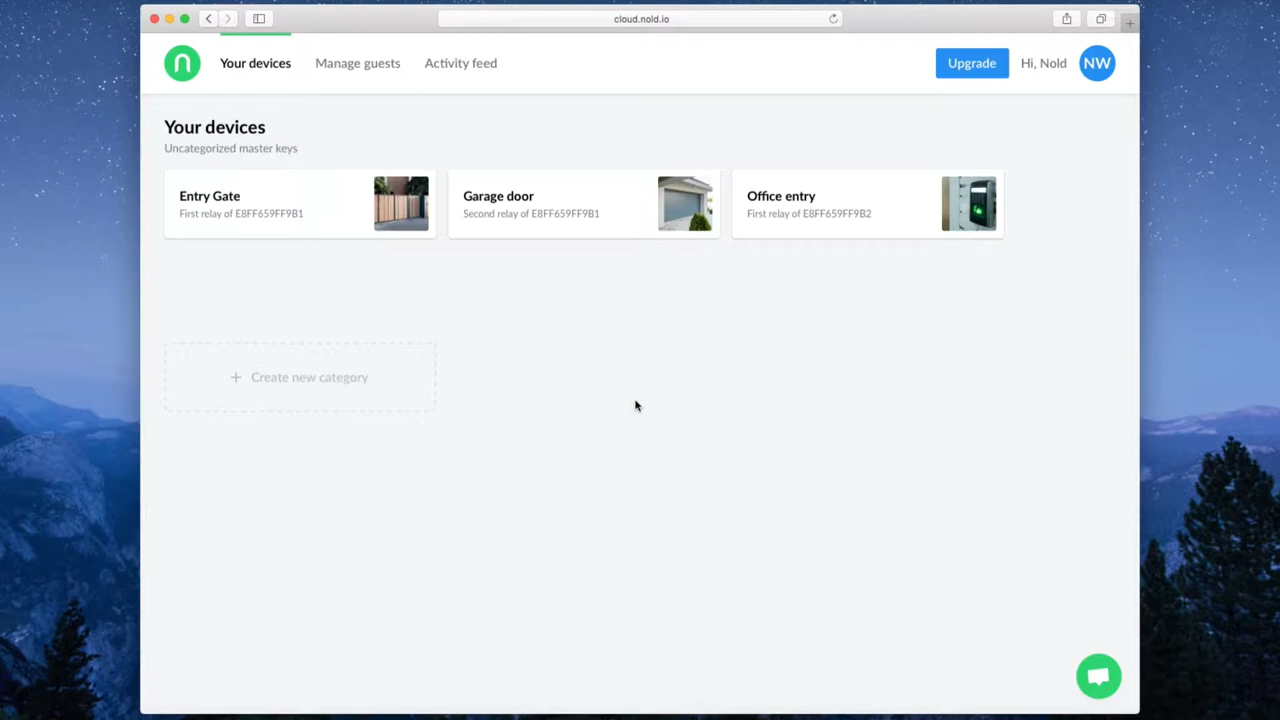 cloud.nold.io
Your devices
Manage guests
Activity feed
Upgrade
Hi, Nold
NW
Your devices
Uncategorized master keys
Entry Gate
First relay of E8FF659FF9B1
Garage door
Second relay of E8FF659FF9B1
Office entry
First relay of E8FF659FF9B2
+ Create new category